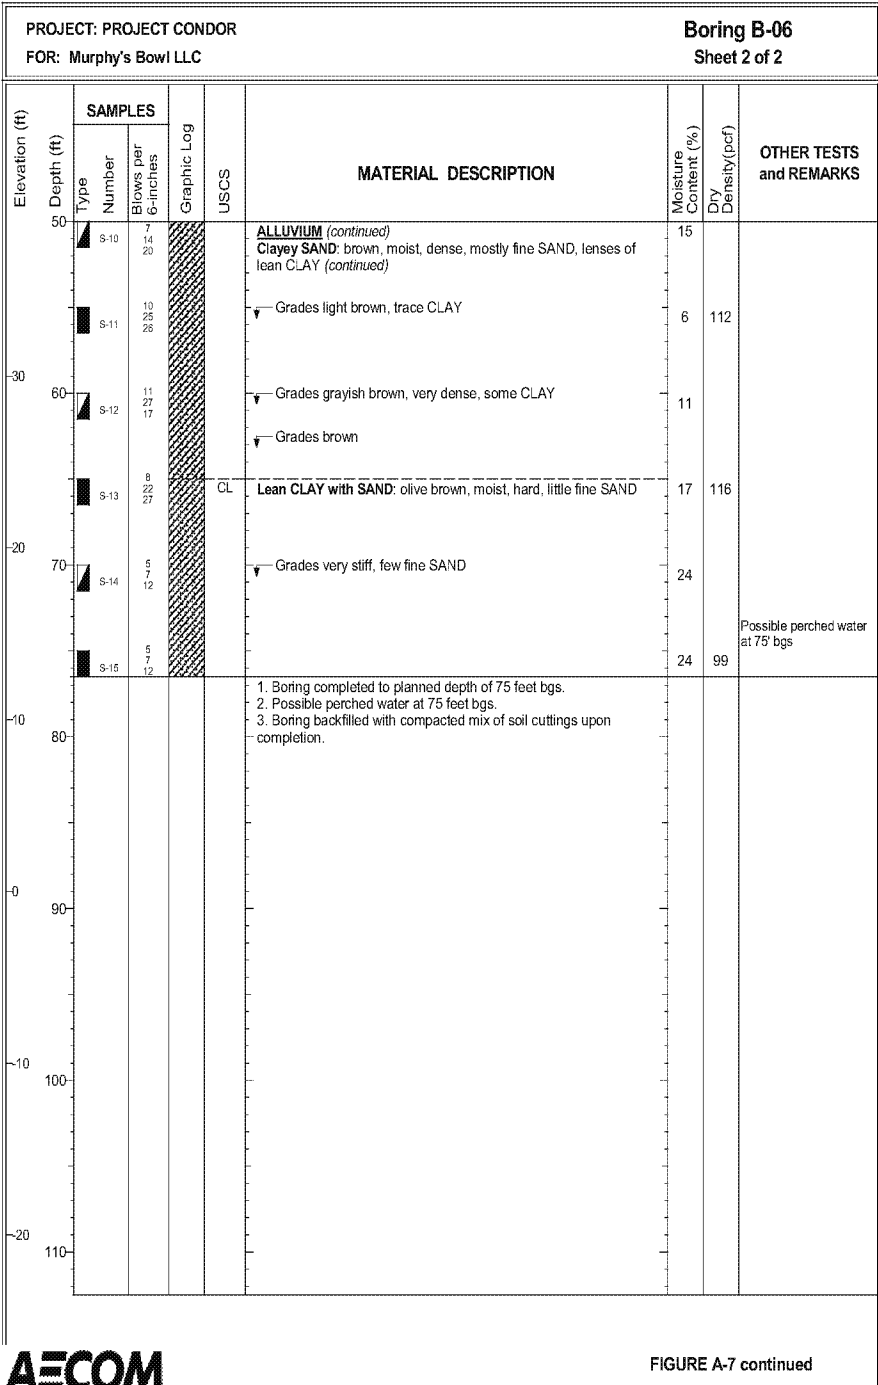 PROJECT: PROJECT CONDOR
FOR: Murphy's Bowl LLC
Boring B-06
Sheet 2 of 2
Elevation (ft)
Depth (ft)
SAMPLES
Type
Number
Blows per 6-inches
Graphic Log
USCS
MATERIAL DESCRIPTION
Moisture Content (%)
Dry Density(pcf)
OTHER TESTS
and REMARKS
50
S-10
7
14
20
ALLUVIUM (continued)
Clayey SAND: brown, moist, dense, mostly fine SAND, lenses of
lean CLAY (continued)
15
S-11
10
25
26
Grades light brown, trace CLAY
6 112
30
60
S-12
11
27
17
Grades grayish brown, very dense, some CLAY
11
Grades brown
S-13
8
22
27
CL
Lean CLAY with SAND: olive brown, moist, hard, little fine SAND
17 116
20
70
S-14
5
7
12
Grades very stiff, few fine SAND
24
Possible perched water
at 75' bgs
S-15
5
7
12
24 99
1. Boring completed to planned depth of 75 feet bgs.
2. Possible perched water at 75 feet bgs.
3. Boring backfilled with compacted mix of soil cuttings upon
completion.
10
80
0
90
-10
100
-20
110
AECOM
FIGURE A-7 continued